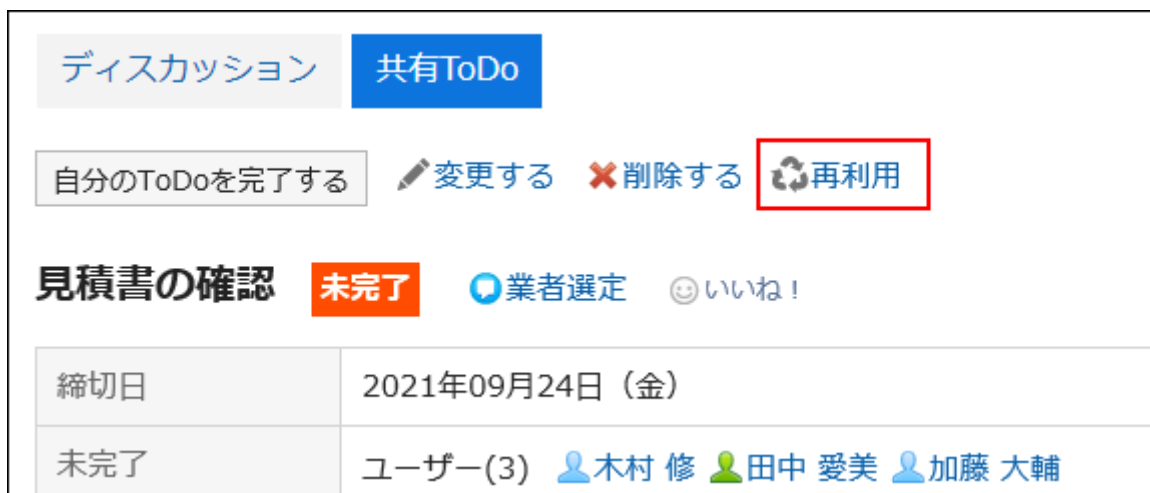 ディスカッション 共有ToDo
自分のToDoを完了する 変更する 削除する 再利用
見積書の確認 未完了 業者選定 いいね!
締切日 2021年09月24日（金）
未完了 ユーザー(3) 木村 修 田中 愛美 加藤 大輔